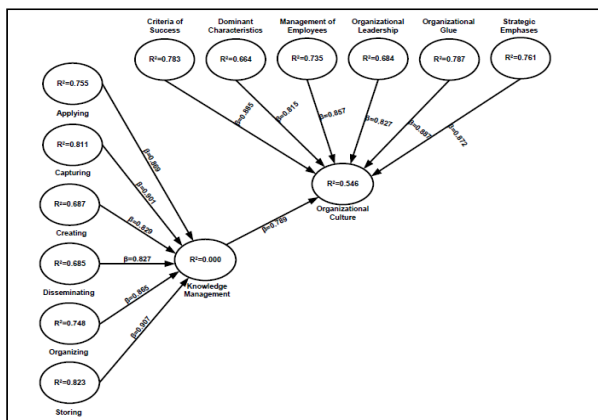 Criteria of Success
Dominant Characteristics
Management of Employees
Organizational Leadership
Organizational Glue
Strategic Emphases
R²=0.783
R²=0.664
R²=0.735
R²=0.684
R²=0.787
R²=0.761
β=0.885
β=0.815
β=0.857
β=0.827
β=0.887
β=0.872
R²=0.546
Organizational
Culture
β=0.789
R²=0.755
Applying
β=0.869
R²=0.811
Capturing
β=0.901
R²=0.687
Creating
β=0.829
R²=0.685
Disseminating
β=0.827
R²=0.000
Knowledge
Management
R²=0.748
Organizing
β=0.865
R²=0.823
Storing
β=0.907